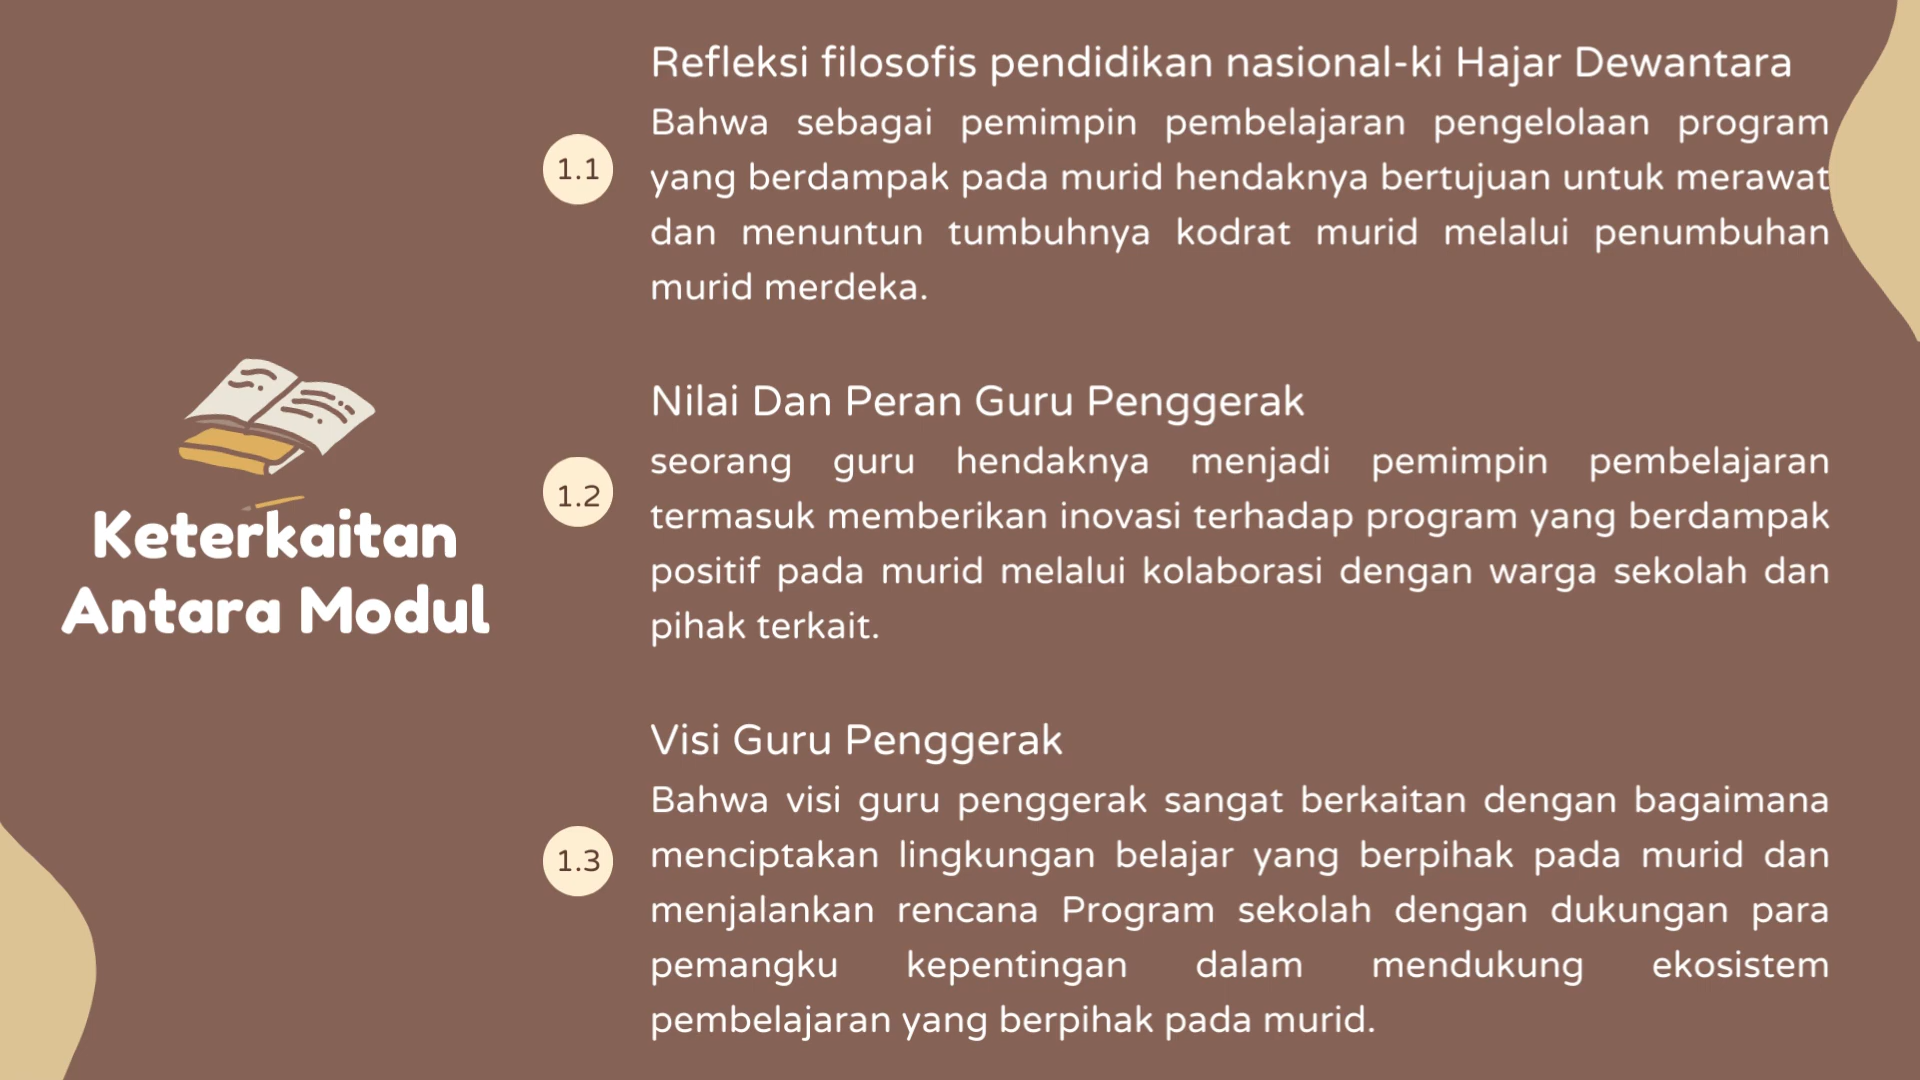 Keterkaitan
Antara Modul
1.1
Refleksi filosofis pendidikan nasional-ki Hajar Dewantara
Bahwa sebagai pemimpin pembelajaran pengelolaan program
yang berdampak pada murid hendaknya bertujuan untuk merawat
dan menuntun tumbuhnya kodrat murid melalui penumbuhan
murid merdeka.
1.2
Nilai Dan Peran Guru Penggerak
seorang guru hendaknya menjadi pemimpin pembelajaran
termasuk memberikan inovasi terhadap program yang berdampak
positif pada murid melalui kolaborasi dengan warga sekolah dan
pihak terkait.
1.3
Visi Guru Penggerak
Bahwa visi guru penggerak sangat berkaitan dengan bagaimana
menciptakan lingkungan belajar yang berpihak pada murid dan
menjalankan rencana Program sekolah dengan dukungan para
pemangku kepentingan dalam mendukung ekosistem
pembelajaran yang berpihak pada murid.